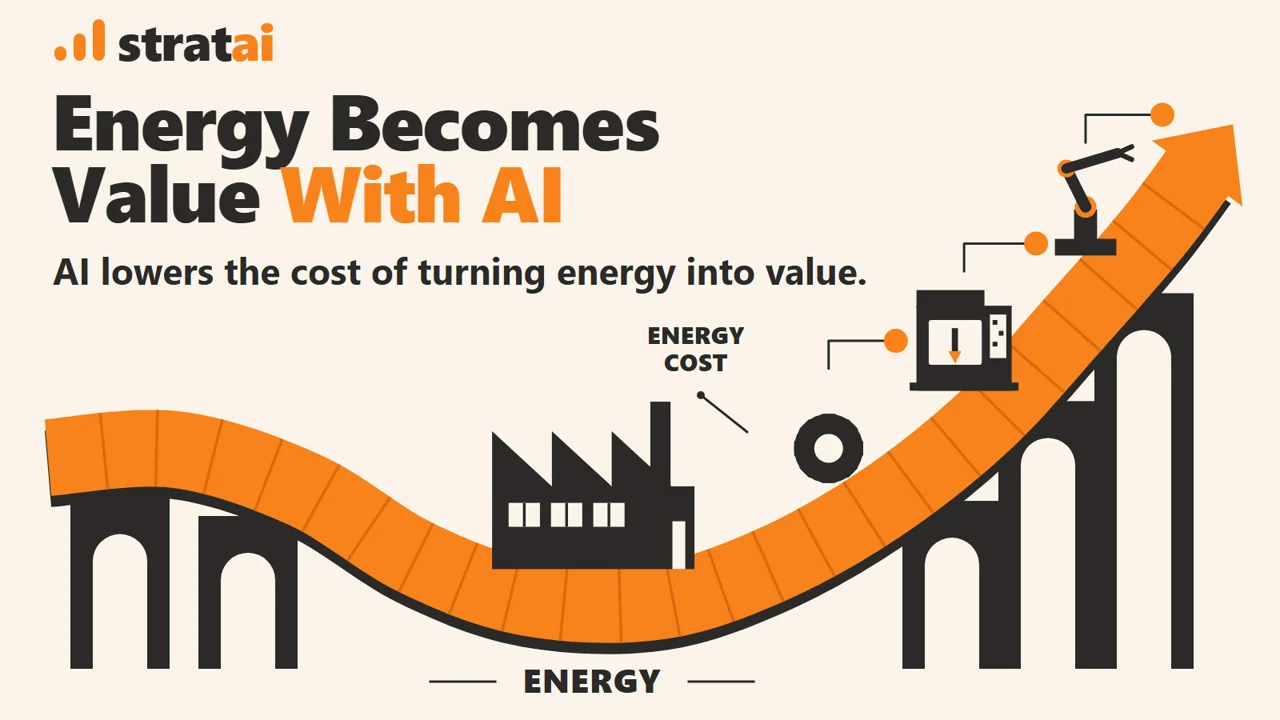 stratai
Energy Becomes
Value With AI
AI lowers the cost of turning energy into value.
ENERGY
COST
ENERGY